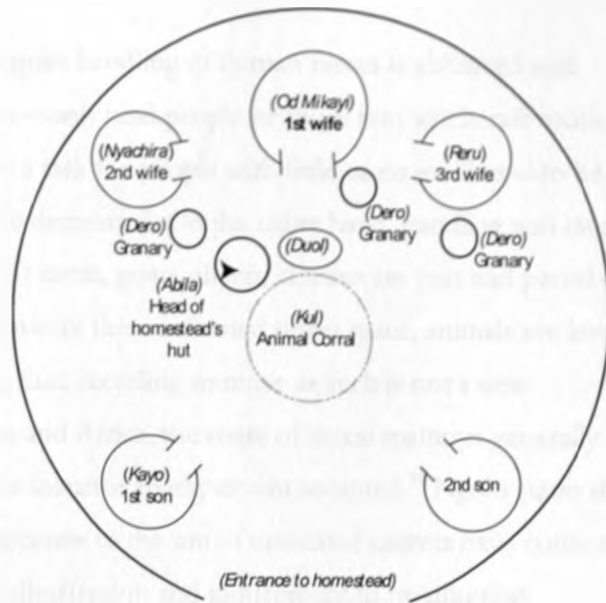 (Od Mikayi)
1st wife
(Nyachira)
2nd wife
(Reru)
3rd wife
(Dero)
Granary
(Dero)
Granary
(Dero)
Granary
(Duol)
(Abila)
Head of
homestead's
hut
(Kul)
Animal Corral
(Kayo)
1st son
2nd son
(Entrance to homestead)